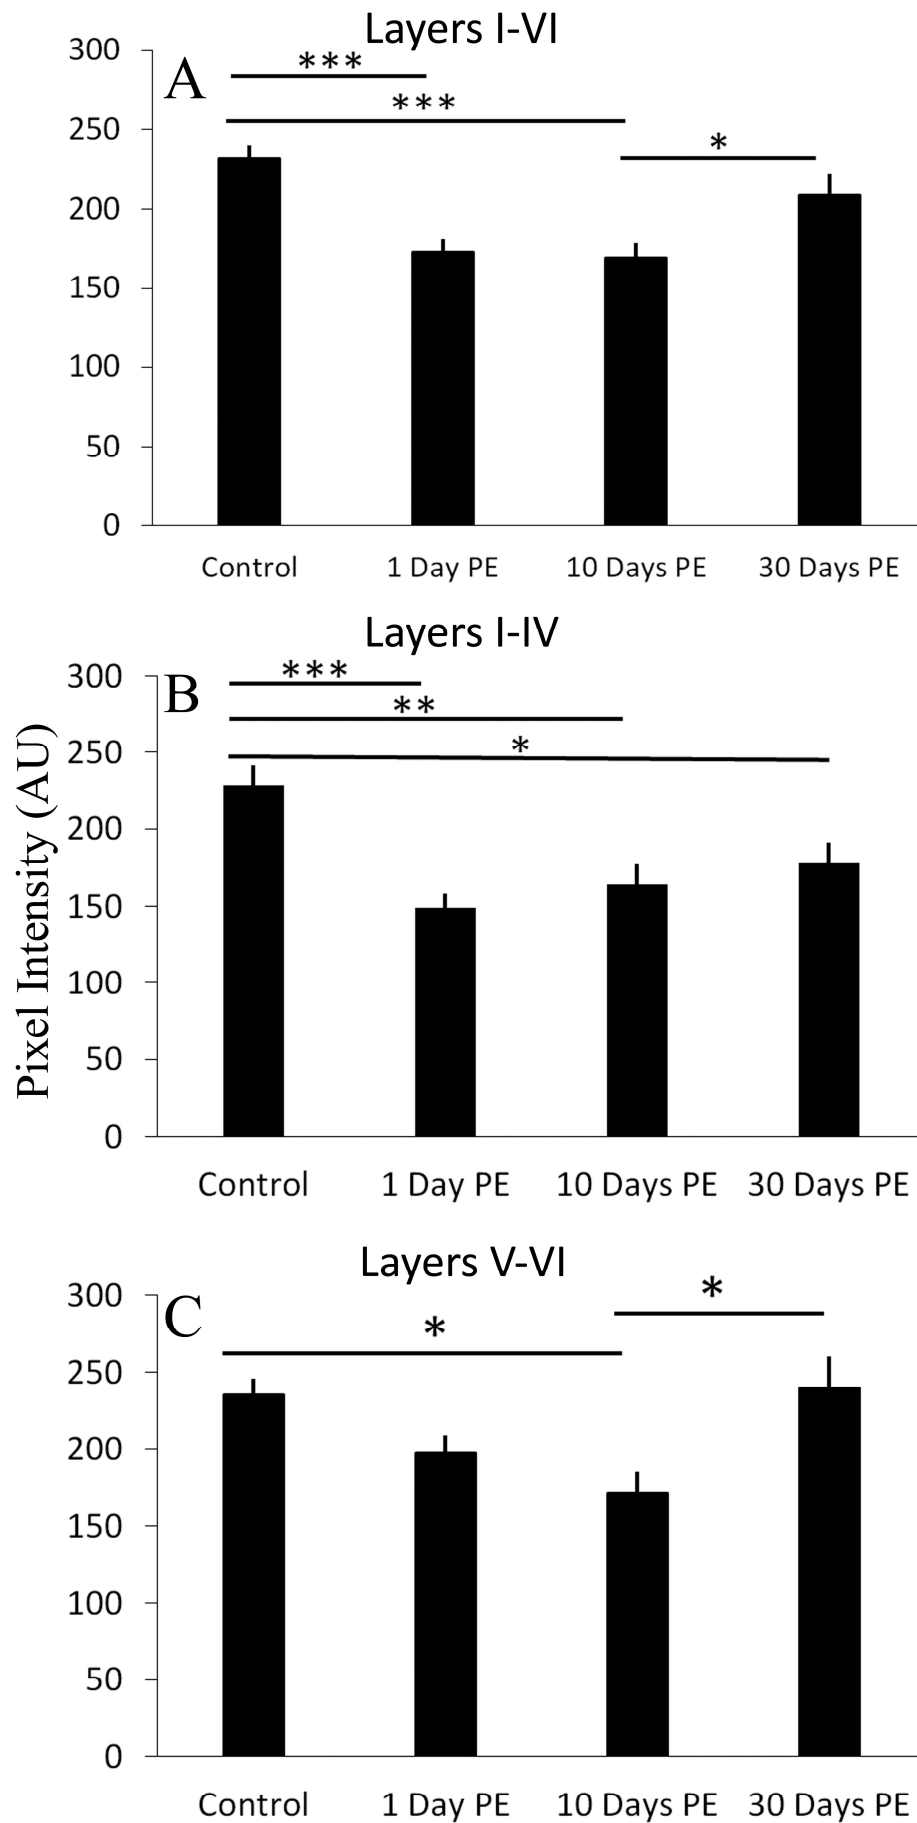 Layers I-VI
A
300
250
200
150
100
50
0
***
***
*
Control 1 Day PE 10 Days PE 30 Days PE
Pixel Intensity (AU)
Layers I-IV
B
300
250
200
150
100
50
0
***
**
*
Control 1 Day PE 10 Days PE 30 Days PE
Layers V-VI
C
300
250
200
150
100
50
0
*
*
Control 1 Day PE 10 Days PE 30 Days PE